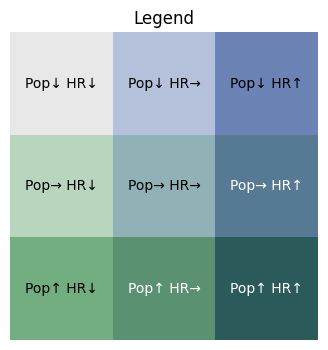 Legend
Pop↓ HR↓ Pop↓ HR→ Pop↓ HR↑
Pop→ HR↓ Pop→ HR→ Pop→ HR↑
Pop↑ HR↓ Pop↑ HR→ Pop↑ HR↑